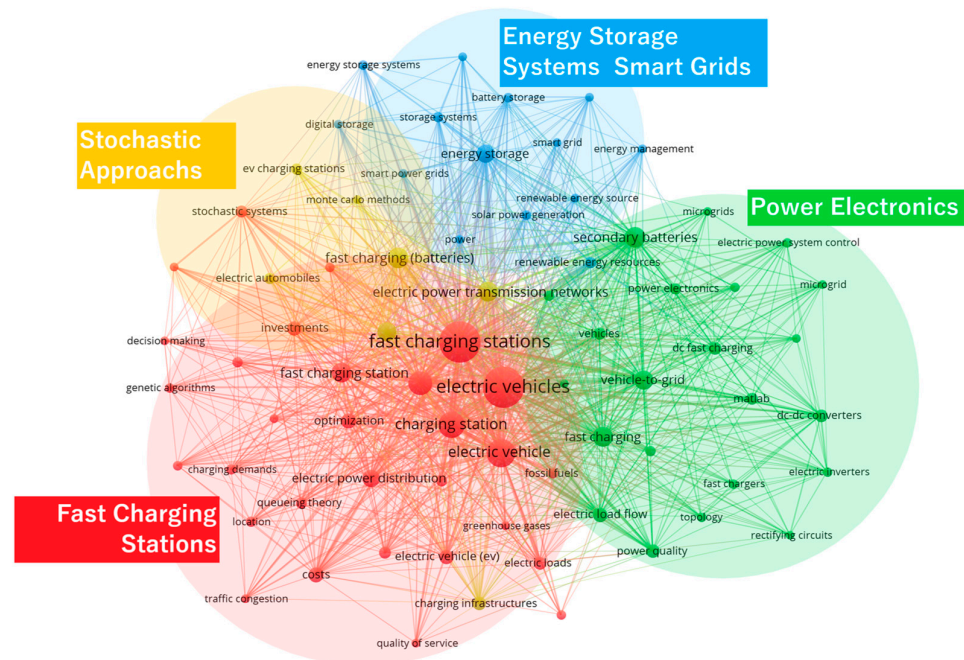 Energy Storage
Systems Smart Grids
energy storage systems
battery storage
storage systems
digital storage
Stochastic
Approachs
smart grid
energy management
energy storage
ev charging stations
smart power grids
monte carlo methods
renewable energy source
stochastic systems
solar power generation
microgrids
Power Electronics
power
secondary batteries
electric power system control
fast charging (batteries)
renewable energy resources
electric automobiles
electric power transmission networks
power electronics
microgrid
investments
vehicles
decision making
fast charging stations
dc fast charging
fast charging station
genetic algorithms
electric vehicles
vehicle-to-grid
matlab
dc-dc converters
optimization
charging station
fast charging
electric vehicle
charging demands
electric power distribution
fossil fuels
electric inverters
fast chargers
queueing theory
Fast Charging
Stations
location
greenhouse gases
electric load flow
topology
rectifying circuits
electric vehicle (ev)
electric loads
power quality
costs
traffic congestion
charging infrastructures
quality of service